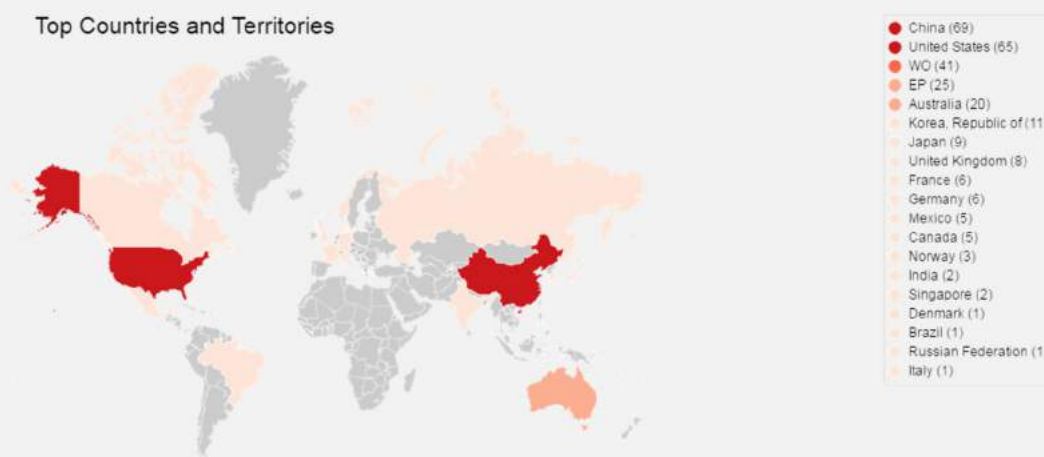 Top Countries and Territories
China (69)
United States (65)
WO (41)
EP (25)
Australia (20)
Korea, Republic of (11
Japan (9)
United Kingdom (8)
France (6)
Germany (6)
Mexico (5)
Canada (5)
Norway (3)
India (2)
Singapore (2)
Denmark (1)
Brazil (1)
Russian Federation (1
Italy (1)